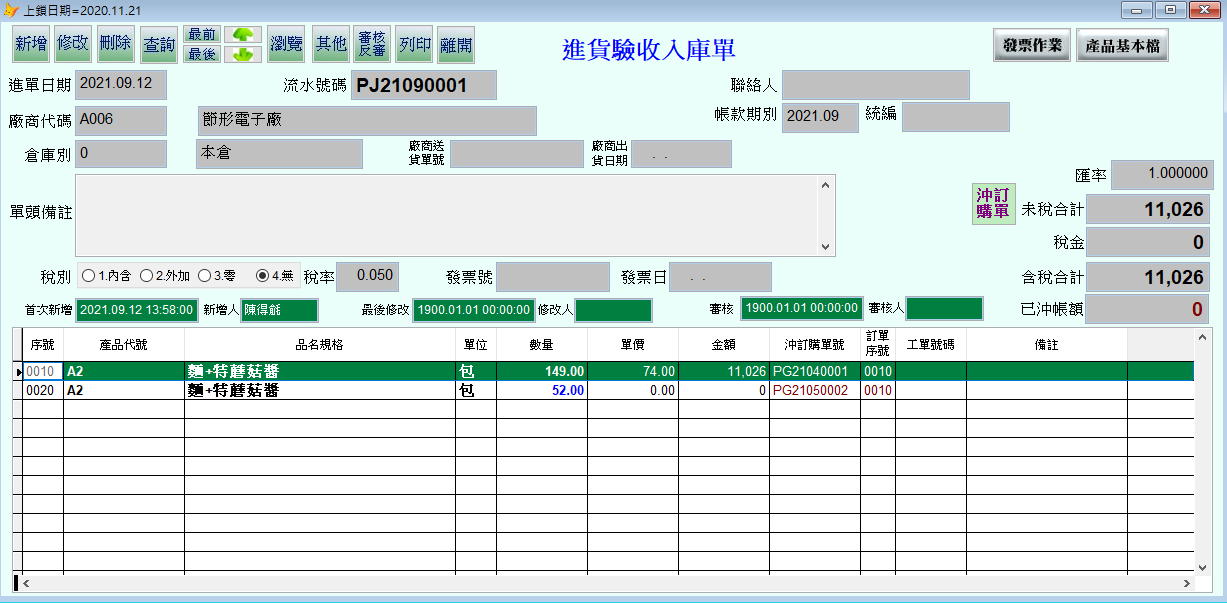 上鎖日期=2020.11.21
新增 修改 刪除 查詢 最前 最後 瀏覽 其他 審核反審 列印 離開
進貨驗收入庫單
發票作業 產品基本檔
進單日期 2021.09.12 流水號碼 PJ21090001 聯絡人
廠商代碼 A006 節形電子廠 帳款期別 2021.09 統編
倉庫別 0 本倉 廠商送貨單號 廠商出貨日期 . .
匯率 1.000000
單頭備註
沖訂購單 未稅合計 11,026
稅金 0
稅別 1.內含 2.外加 3.零 4.無 稅率 0.050 發票號 發票日 . . 含稅合計 11,026
首次新增 2021.09.12 13:58:00 新增人 最後修改 1900.01.01 00:00:00 修改人 審核 1900.01.01 00:00:00 審核人 已沖帳額 0
序號 產品代號 品名規格 單位 數量 單價 金額 沖訂購單號 訂單序號 工單號碼 備註
0010 A2 麵+特蘑菇醬 包 149.00 74.00 11,026 PG21040001 0010
0020 A2 麵+特蘑菇醬 包 52.00 0.00 0 PG21050002 0010